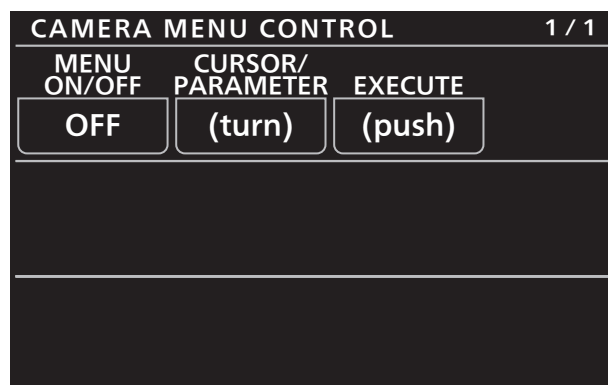 CAMERA MENU CONTROL 1 / 1
MENU ON/OFF
CURSOR/ PARAMETER
EXECUTE
OFF
(turn)
(push)